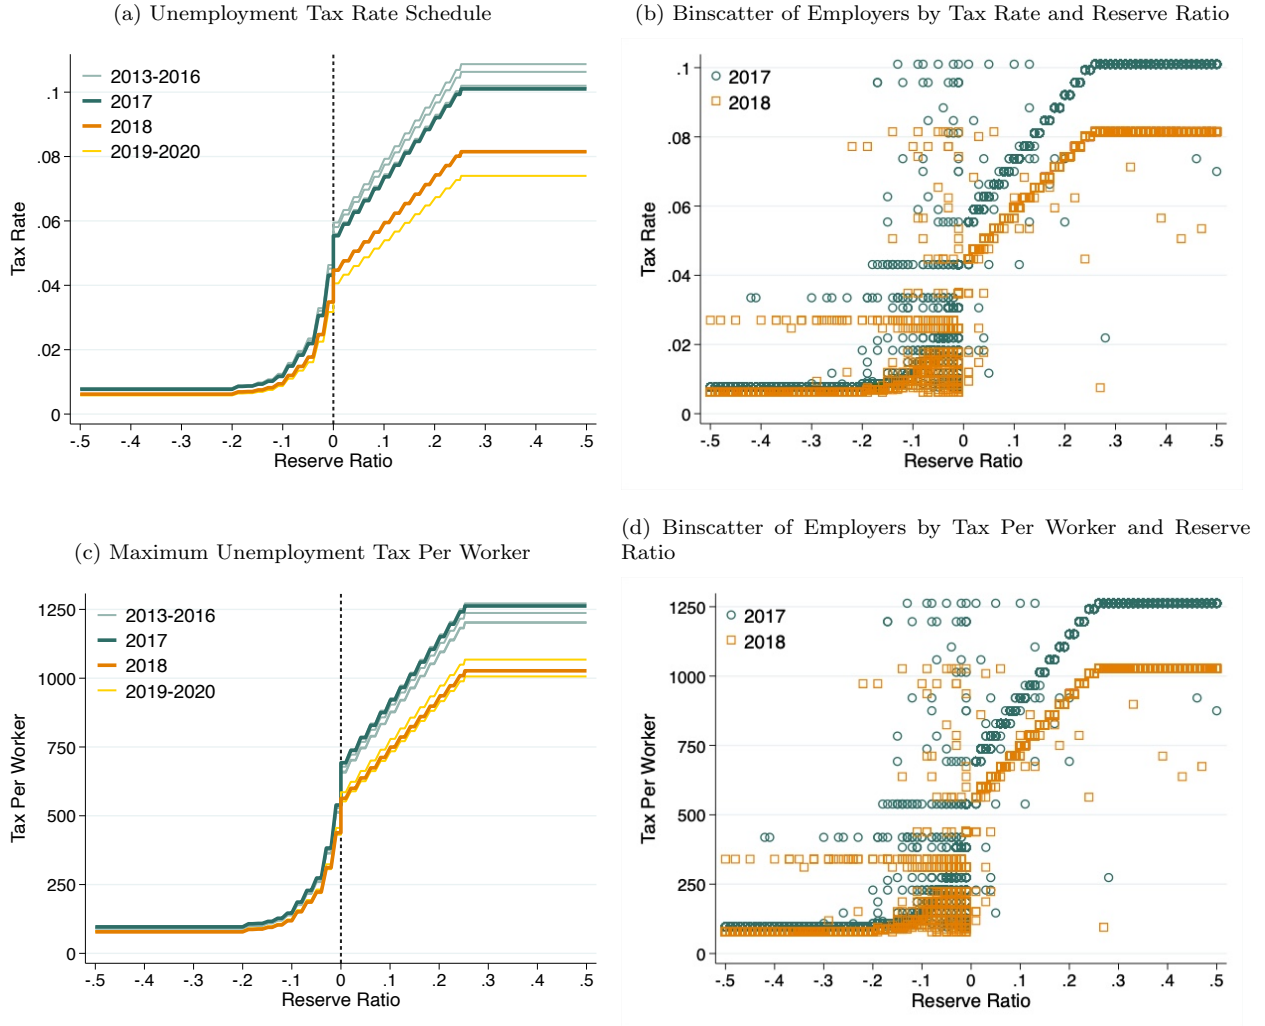 (a) Unemployment Tax Rate Schedule
2013-2016
2017
2018
2019-2020
.1
.08
.06
.04
.02
0
Tax Rate
-.5 -.4 -.3 -.2 -.1 0 .1 .2 .3 .4 .5
Reserve Ratio
(b) Binscatter of Employers by Tax Rate and Reserve Ratio
2017
2018
.1
.08
.06
.04
.02
0
Tax Rate
-.5 -.4 -.3 -.2 -.1 0 .1 .2 .3 .4 .5
Reserve Ratio
(c) Maximum Unemployment Tax Per Worker
2013-2016
2017
2018
2019-2020
1250
1000
750
500
250
0
Tax Per Worker
-.5 -.4 -.3 -.2 -.1 0 .1 .2 .3 .4 .5
Reserve Ratio
(d) Binscatter of Employers by Tax Per Worker and Reserve
Ratio
2017
2018
1250
1000
750
500
250
0
Tax Per Worker
-.5 -.4 -.3 -.2 -.1 0 .1 .2 .3 .4 .5
Reserve Ratio